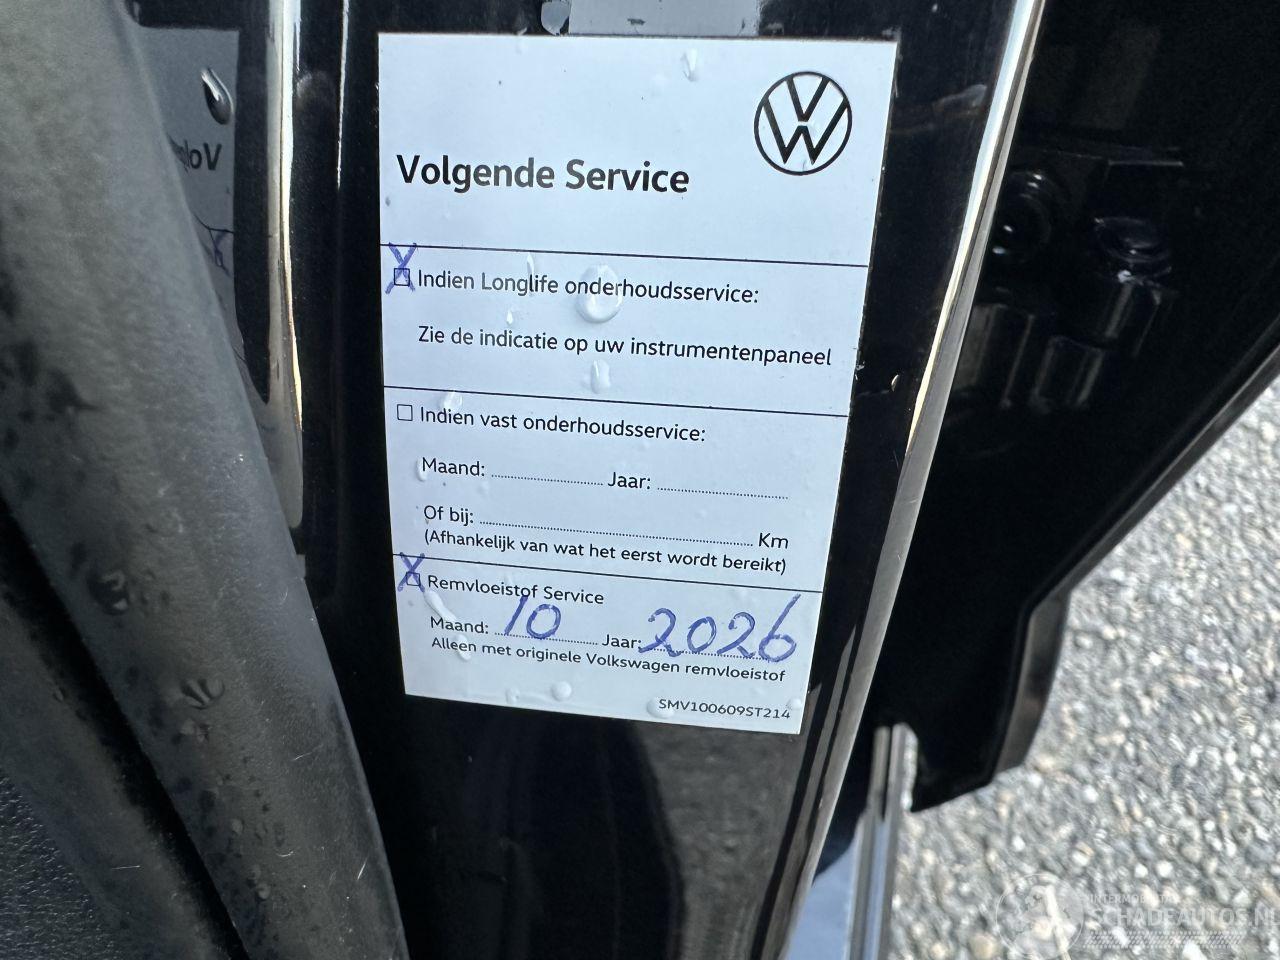 Volgende Service
X Indien Longlife onderhoudsservice:
Zie de indicatie op uw instrumentenpaneel
Indien vast onderhoudsservice:
Maand: Jaar:
Of bij: Km
(Afhankelijk van wat het eerst wordt bereikt)
X Remvloeistof Service
Maand: 10 Jaar: 2026
Alleen met originele Volkswagen remvloeistof
SMV100609ST214
SCHADEAUTOS.NL